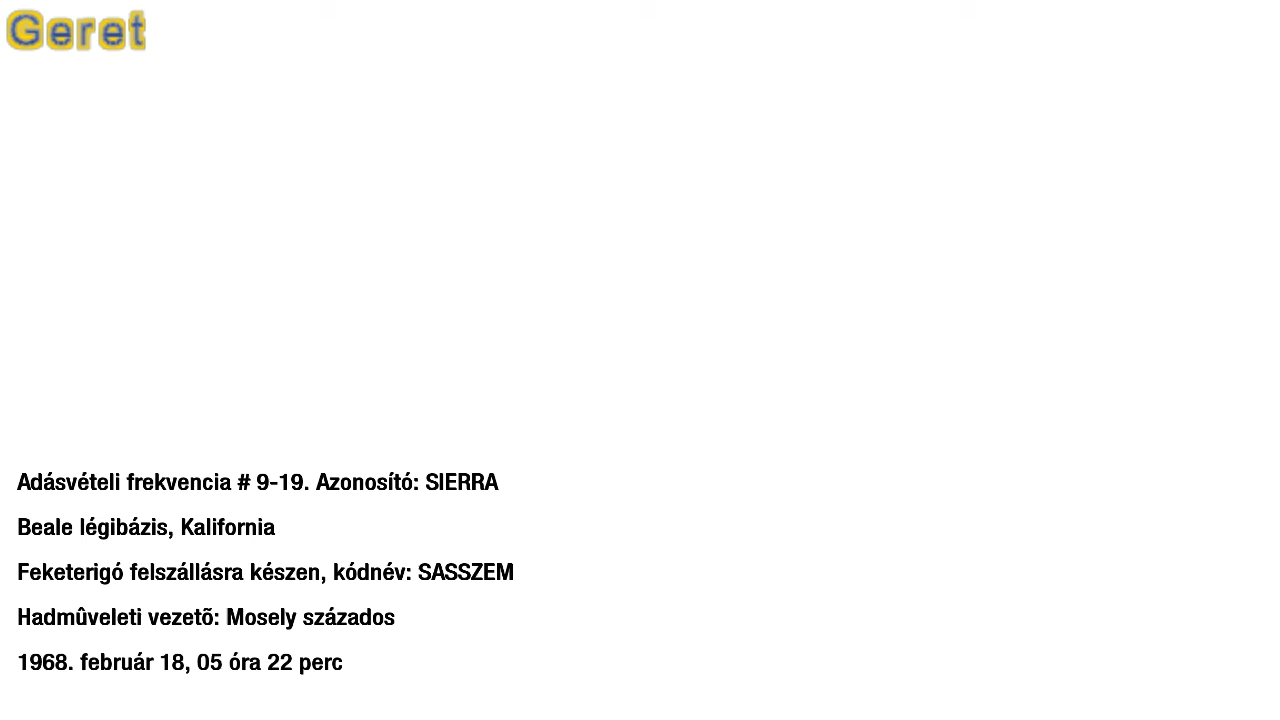 Geret
Adásvételi frekvencia # 9-19. Azonosító: SIERRA
Beale légibázis, Kalifornia
Feketerigó felszállásra készen, kódnév: SASSZEM
Hadmûveleti vezetõ: Mosely százados
1968. február 18, 05 óra 22 perc